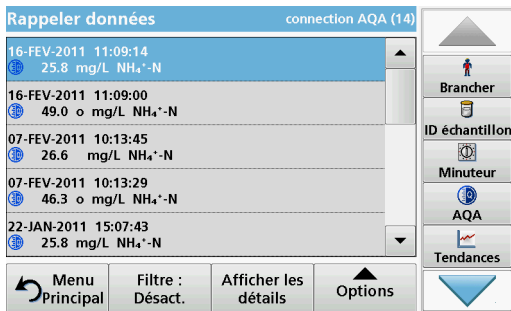 Rappeler données
connection AQA (14)
16-FEV-2011 11:09:14
25.8 mg/L NH₄⁺-N
16-FEV-2011 11:09:00
49.0 o mg/L NH₄⁺-N
07-FEV-2011 10:13:45
26.6 mg/L NH₄⁺-N
07-FEV-2011 10:13:29
46.3 o mg/L NH₄⁺-N
22-JAN-2011 15:07:43
25.8 mg/L NH₄⁺-N
Brancher
ID échantillon
Minuteur
AQA
Tendances
Menu
Principal
Filtre :
Désact.
Afficher les
détails
Options